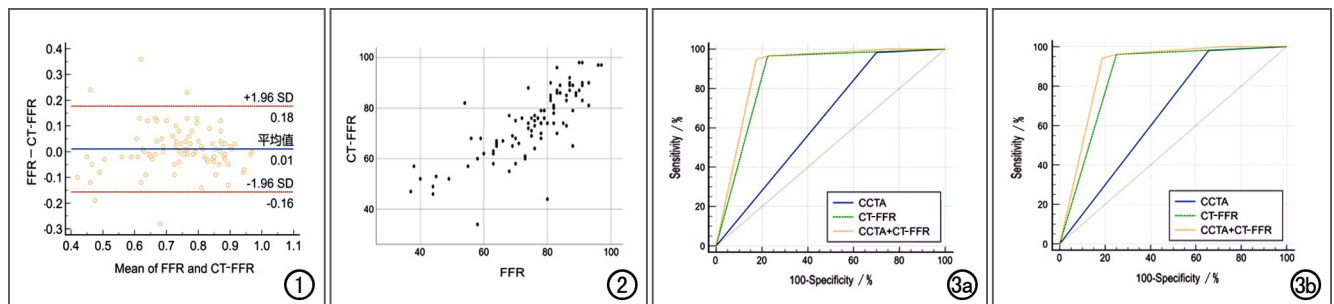 0.4
0.3
0.2
0.1
0.0
-0.1
-0.2
-0.3
FFR－CT-FFR
+1.96 SD
0.18
平均值
0.01
-1.96 SD
-0.16
0.4 0.5 0.6 0.7 0.8 0.9 1.0 1.1
Mean of FFR and CT-FFR
①
100
80
60
40
CT-FFR
40 60 80 100
FFR
②
100
80
60
40
20
0
Sensitivity / %
CCTA
CT-FFR
CCTA+CT-FFR
0 20 40 60 80 100
100-Specificity / %
3a
100
80
60
40
20
0
Sensitivity / %
CCTA
CT-FFR
CCTA+CT-FFR
0 20 40 60 80 100
100-Specificity / %
3b